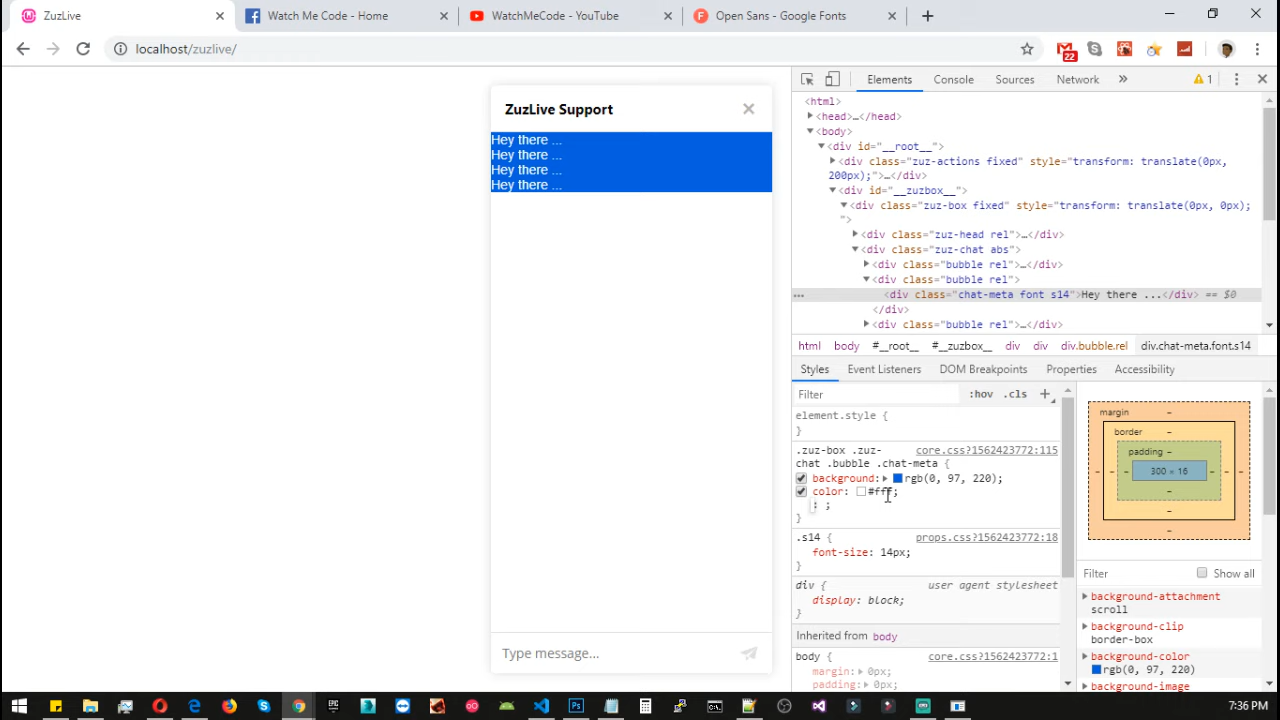 ZuzLive
Watch Me Code - Home
WatchMeCode - YouTube
Open Sans - Google Fonts
localhost/zuzlive/
22
ZuzLive Support
Hey there ...
Hey there ...
Hey there ...
Hey there ...
Type message...
Elements
Console
Sources
Network
1
<html>
<head>…</head>
<body>
<div id="__root__">
<div class="zuz-actions fixed" style="transform: translate(0px,
200px);">…</div>
<div id="__zuzbox__">
<div class="zuz-box fixed" style="transform: translate(0px, 0px);
">
<div class="zuz-head rel">…</div>
<div class="zuz-chat abs">
<div class="bubble rel">…</div>
<div class="bubble rel">
<div class="chat-meta font s14">Hey there ...</div> == $0
</div>
<div class="bubble rel">…</div>
html body #__root__ #__zuzbox__ div div div.bubble.rel div.chat-meta.font.s14
Styles Event Listeners DOM Breakpoints Properties Accessibility
Filter
:hov .cls +
element.style {
}
.zuz-box .zuz- core.css?1562423772:115
chat .bubble .chat-meta {
background: rgb(0, 97, 220);
color: #fff;
: ;
}
.s14 { props.css?1562423772:18
font-size: 14px;
}
div { user agent stylesheet
display: block;
}
Inherited from body
body { core.css?1562423772:1
margin: 0px;
padding: 0px;
margin -
border -
padding -
- - - 300 × 16 - - -
-
-
-
Filter Show all
background-attachment
scroll
background-clip
border-box
background-color
rgb(0, 97, 220)
background-image
7:36 PM